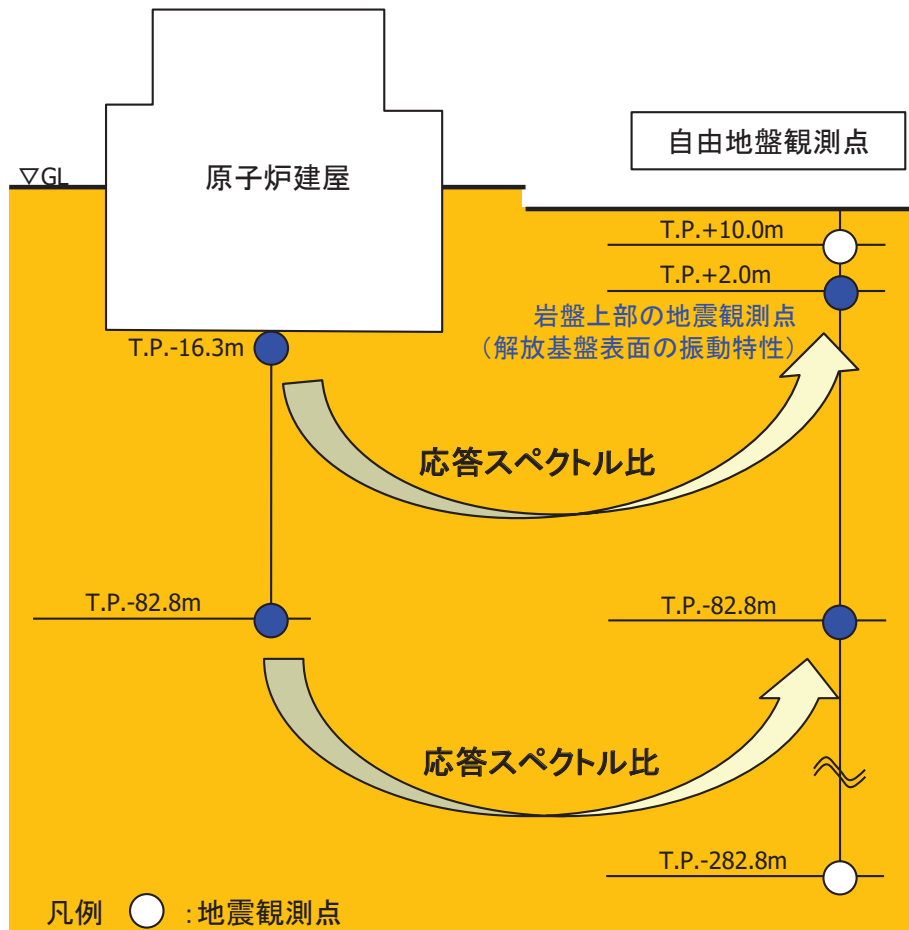 自由地盤観測点
▽GL
原子炉建屋
T.P.+10.0m
T.P.+2.0m
岩盤上部の地震観測点
（解放基盤表面の振動特性）
T.P.-16.3m
応答スペクトル比
T.P.-82.8m
T.P.-82.8m
応答スペクトル比
T.P.-282.8m
凡例 ○ :地震観測点